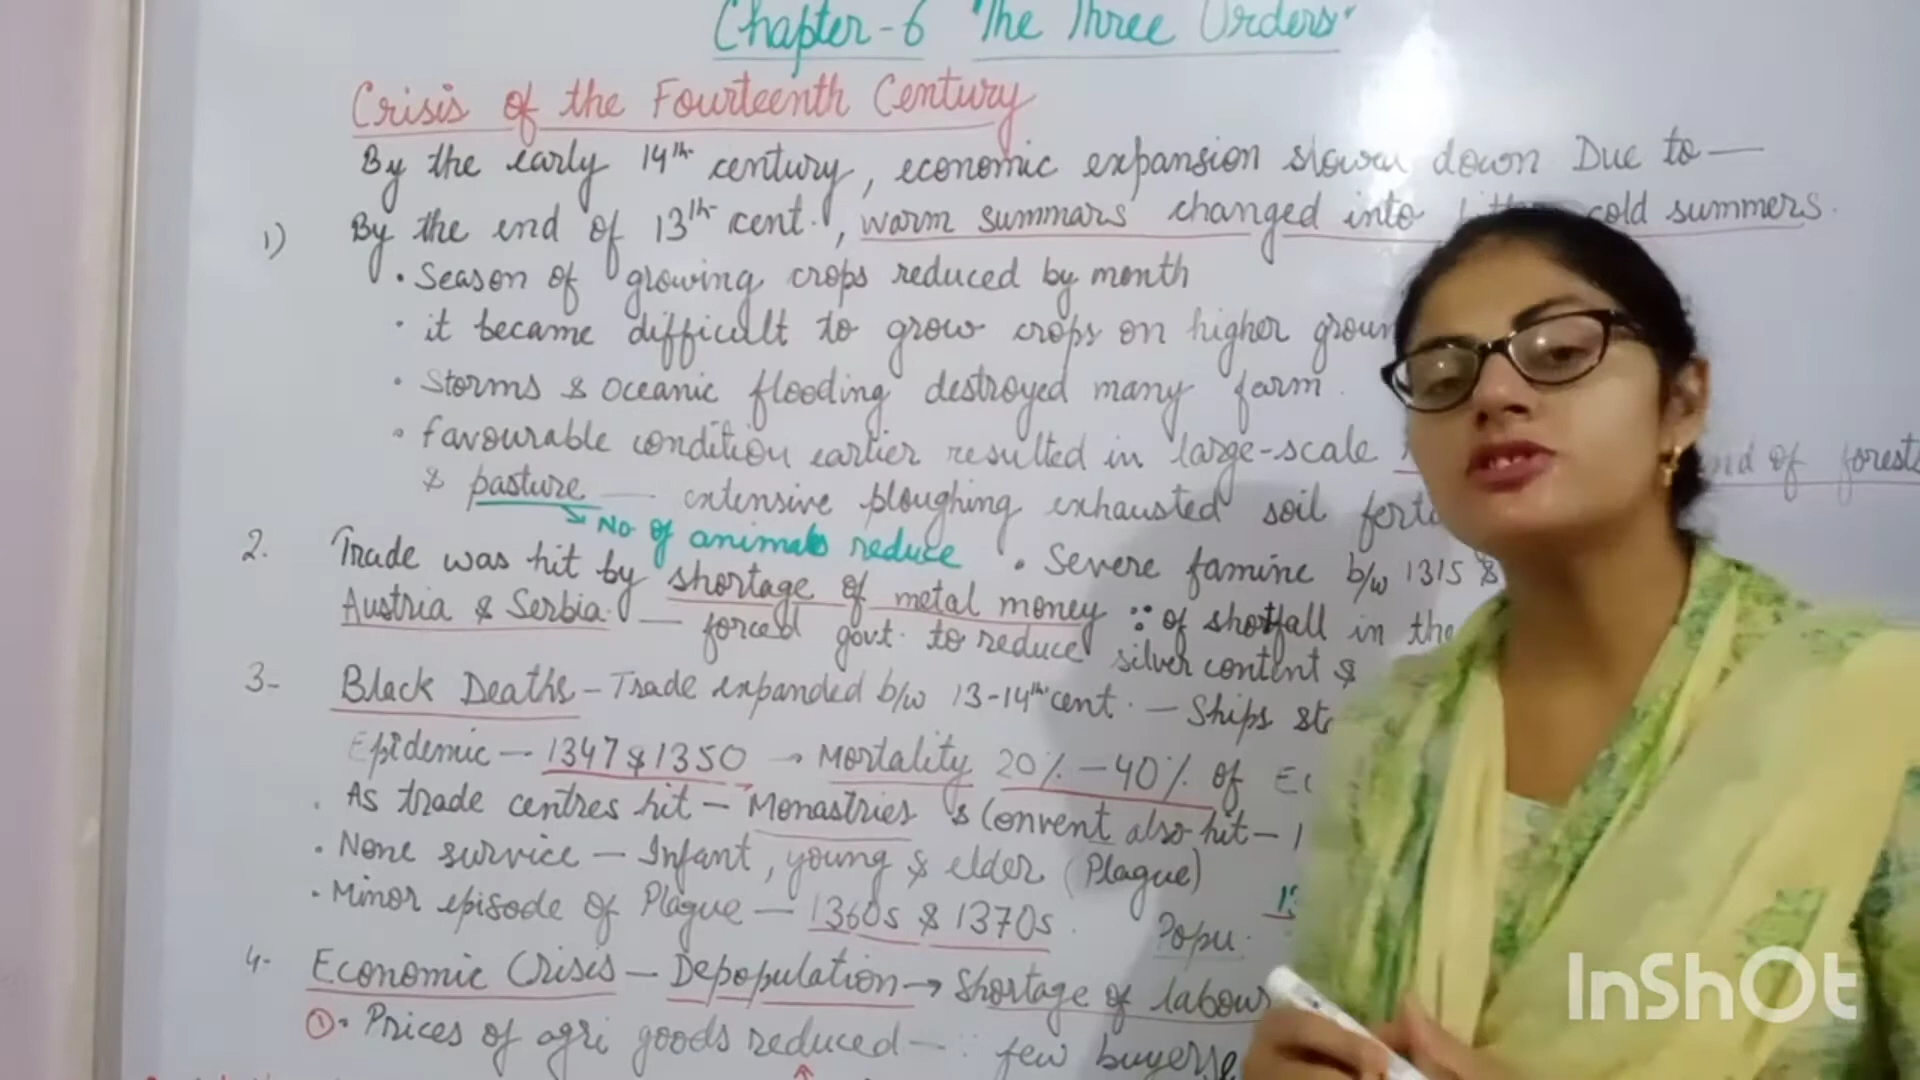 Chapter-6 "The Three Orders"
Crisis of the Fourteenth Century
By the early 14th century, economic expansion slowed down Due to —
1) By the end of 13th cent., warm summars changed into cold summers.
• Season of growing crops reduced by month
• it became difficult to grow crops on higher
• Storms & Oceanic flooding destroyed many farm.
• favourable condition earlier resulted in large-scale of forests
& pasture — extensive ploughing exhausted soil
→ No. of animals reduce • Severe famine b/w 1315 &
2. Trade was hit by shortage of metal money ∵ of shortfall in the
Austria & Serbia. — forced govt. to reduce silver content &
3- Black Deaths - Trade expanded b/w 13-14th cent. — Ships
Epidemic — 1347 & 1350 → Mortality 20% - 40% of
. As trade centres hit — Monastries & Convent also hit —
• None survice — Infant, young & elder (Plague)
• Minor episode of Plague — 1360s & 1370s.
Popu.
4- Economic Crisis — Depopulation → Shortage of labour
① • Prices of agri goods reduced — ∵ few buyers
InShOt